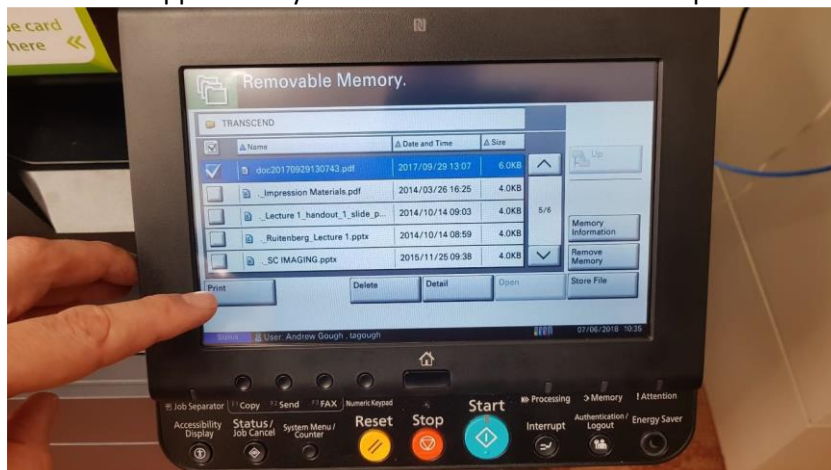 e card
here «
Removable Memory.
TRANSCEND
Name Date and Time Size
doc20170929130743.pdf 2017/09/29 13:07 6.0KB
._Impression Materials.pdf 2014/03/26 16:25 4.0KB
._Lecture 1_handout_1_slide_p... 2014/10/14 09:03 4.0KB
._Ruitenberg_Lecture 1.pptx 2014/10/14 08:59 4.0KB
._SC IMAGING.pptx 2015/11/25 09:38 4.0KB
5/6
Up
Memory
Information
Remove
Memory
Print Delete Detail Open Store File
Status User Andrew Gough , tagough 07/06/2018 10:35
Job Separator F1 Copy F2 Send F3 FAX Numeric Keypad Processing Memory ! Attention
Accessibility
Display
Status/
Job Cancel
System Menu/
Counter
Reset Stop Start Interrupt
Authentication/
Logout
Energy Saver